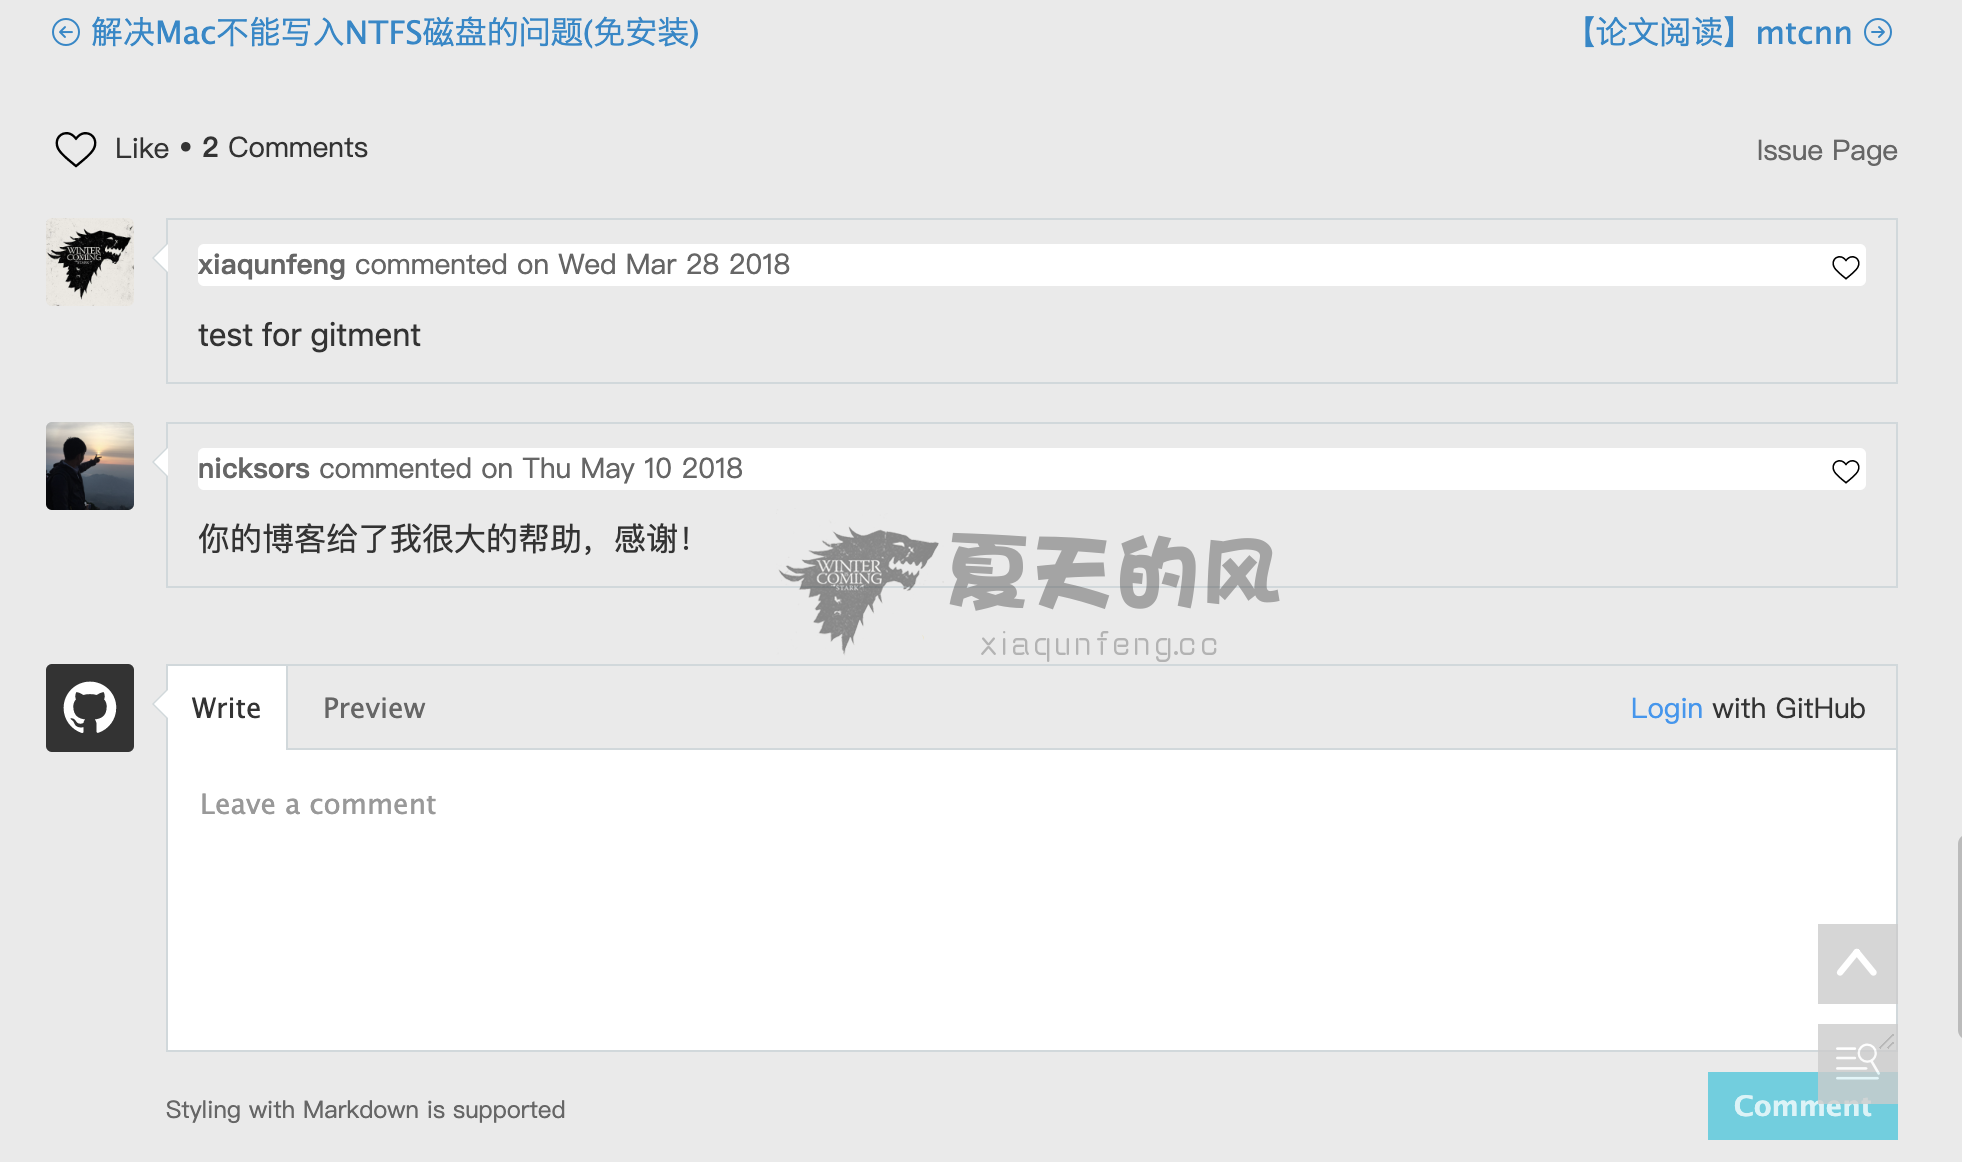 解决Mac不能写入NTFS磁盘的问题(免安装)
【论文阅读】mtcnn
Like • 2 Comments
Issue Page
WINTER
COMING
STARK
xiaqunfeng commented on Wed Mar 28 2018
test for gitment
nicksors commented on Thu May 10 2018
你的博客给了我很大的帮助，感谢！
WINTER
COMING
STARK
夏天的风
xiaqunfeng.cc
Write
Preview
Login with GitHub
Leave a comment
Styling with Markdown is supported
Comment